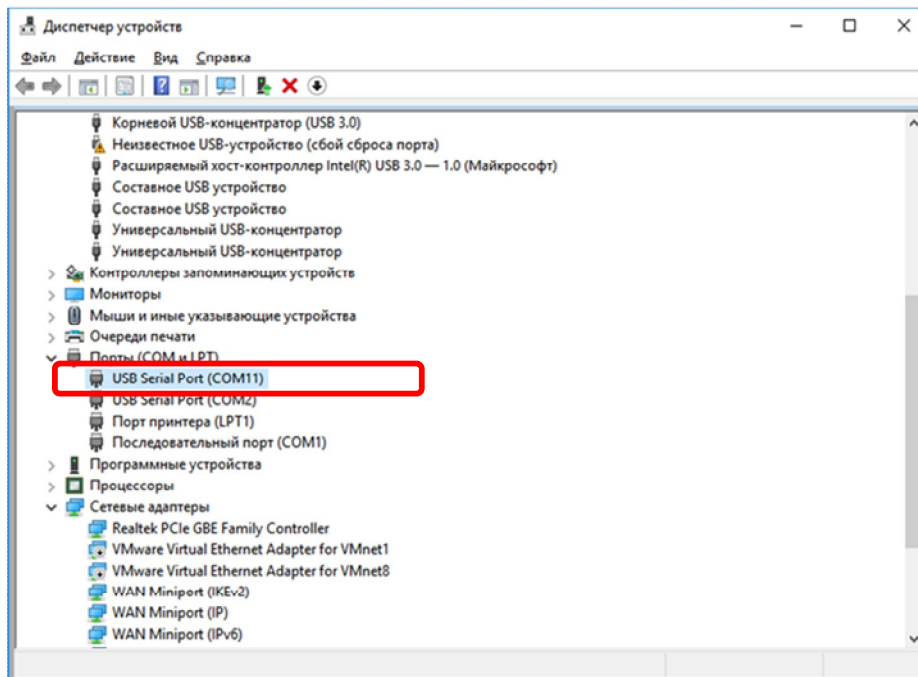 Диспетчер устройств
Файл Действие Вид Справка
Корневой USB-концентратор (USB 3.0)
Неизвестное USB-устройство (сбой сброса порта)
Расширяемый хост-контроллер Intel(R) USB 3.0 — 1.0 (Майкрософт)
Составное USB устройство
Составное USB устройство
Универсальный USB-концентратор
Универсальный USB-концентратор
Контроллеры запоминающих устройств
Мониторы
Мыши и иные указывающие устройства
Очереди печати
Порты (COM и LPT)
USB Serial Port (COM11)
USB Serial Port (COM2)
Порт принтера (LPT1)
Последовательный порт (COM1)
Программные устройства
Процессоры
Сетевые адаптеры
Realtek PCIe GBE Family Controller
VMware Virtual Ethernet Adapter for VMnet1
VMware Virtual Ethernet Adapter for VMnet8
WAN Miniport (IKEv2)
WAN Miniport (IP)
WAN Miniport (IPv6)